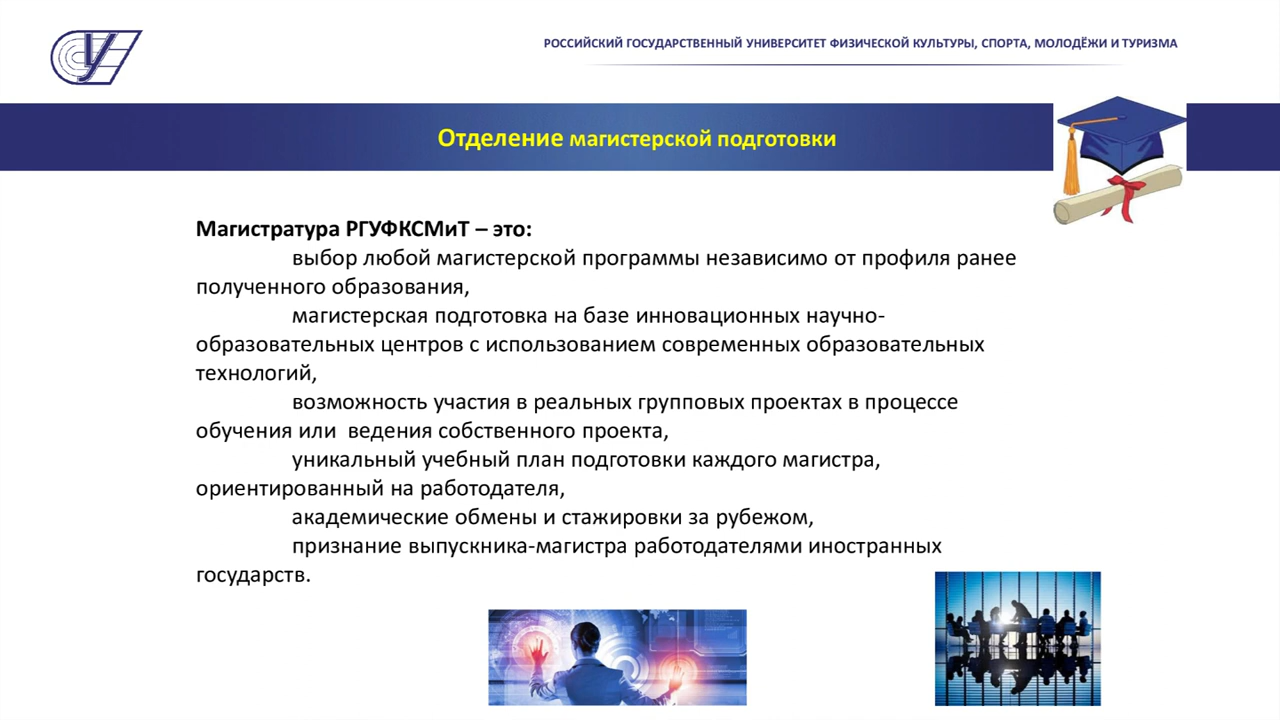 РОССИЙСКИЙ ГОСУДАРСТВЕННЫЙ УНИВЕРСИТЕТ ФИЗИЧЕСКОЙ КУЛЬТУРЫ, СПОРТА, МОЛОДЁЖИ И ТУРИЗМА
Отделение магистерской подготовки
Магистратура РГУФКСМиТ – это:
выбор любой магистерской программы независимо от профиля ранее
полученного образования,
магистерская подготовка на базе инновационных научно-
образовательных центров с использованием современных образовательных
технологий,
возможность участия в реальных групповых проектах в процессе
обучения или  ведения собственного проекта,
уникальный учебный план подготовки каждого магистра,
ориентированный на работодателя,
академические обмены и стажировки за рубежом,
признание выпускника-магистра работодателями иностранных
государств.